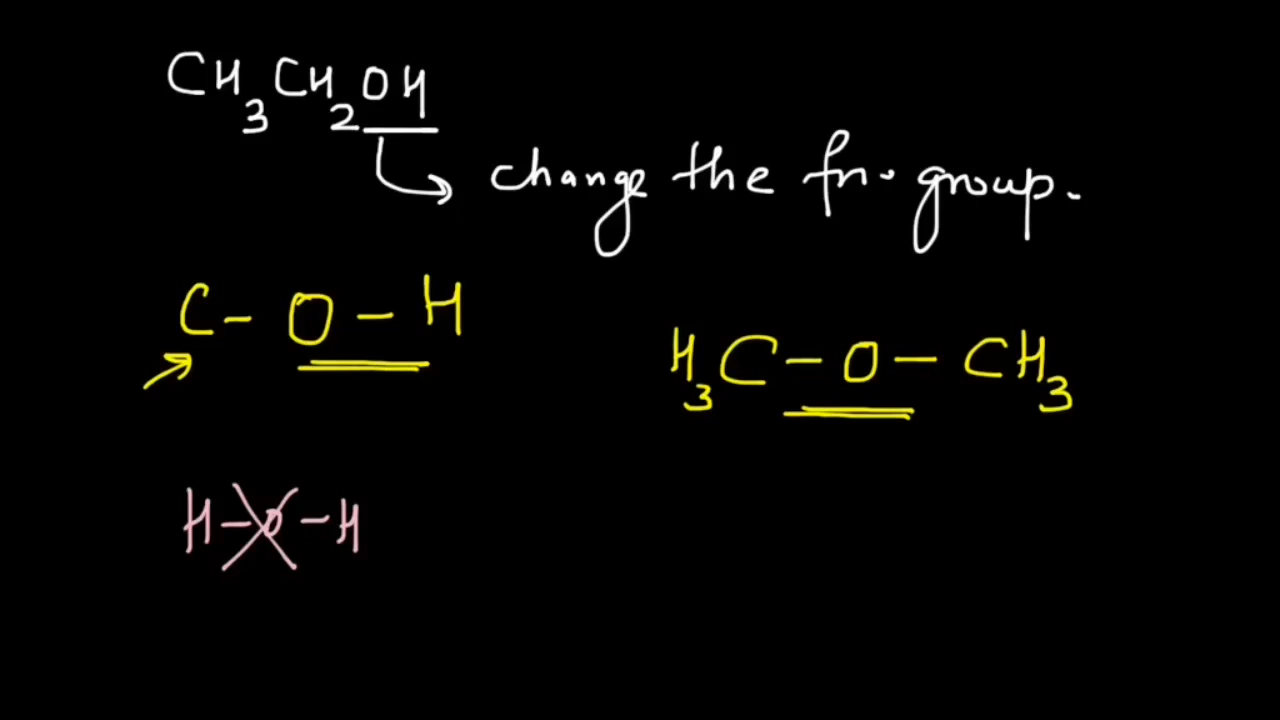 CH3CH2OH
change the fn. group.
C-O-H
H3C-O-CH3
H-O-H